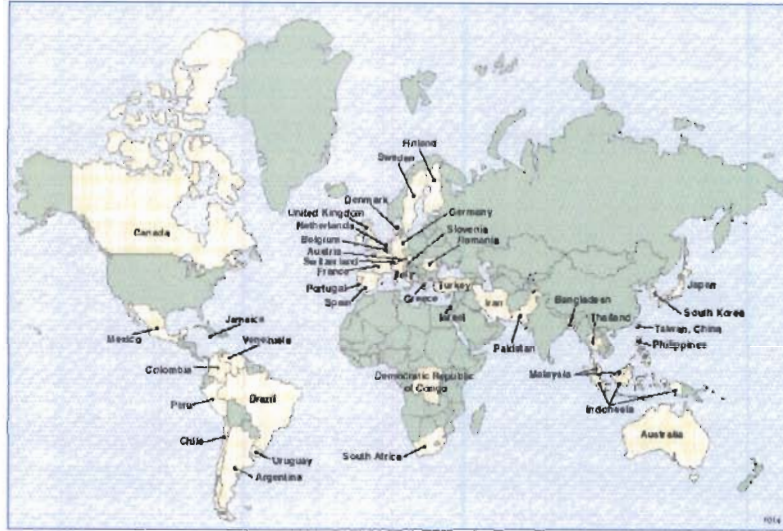 Finland
Sweden
Denmark
United Kingdom
Netherlands
Belgium
Austria
Switzerland
France
Portugal
Spain
Germany
Slovenia
Romania
Italy
Greece
Turkey
Israel
Iran
Pakistan
Bangladesh
Thailand
Japan
South Korea
Taiwan, China
Philippines
Malaysia
Indonesia
Australia
Canada
Mexico
Jamaica
Venezuela
Colombia
Peru
Brazil
Chile
Uruguay
Argentina
Democratic Republic
of Congo
South Africa